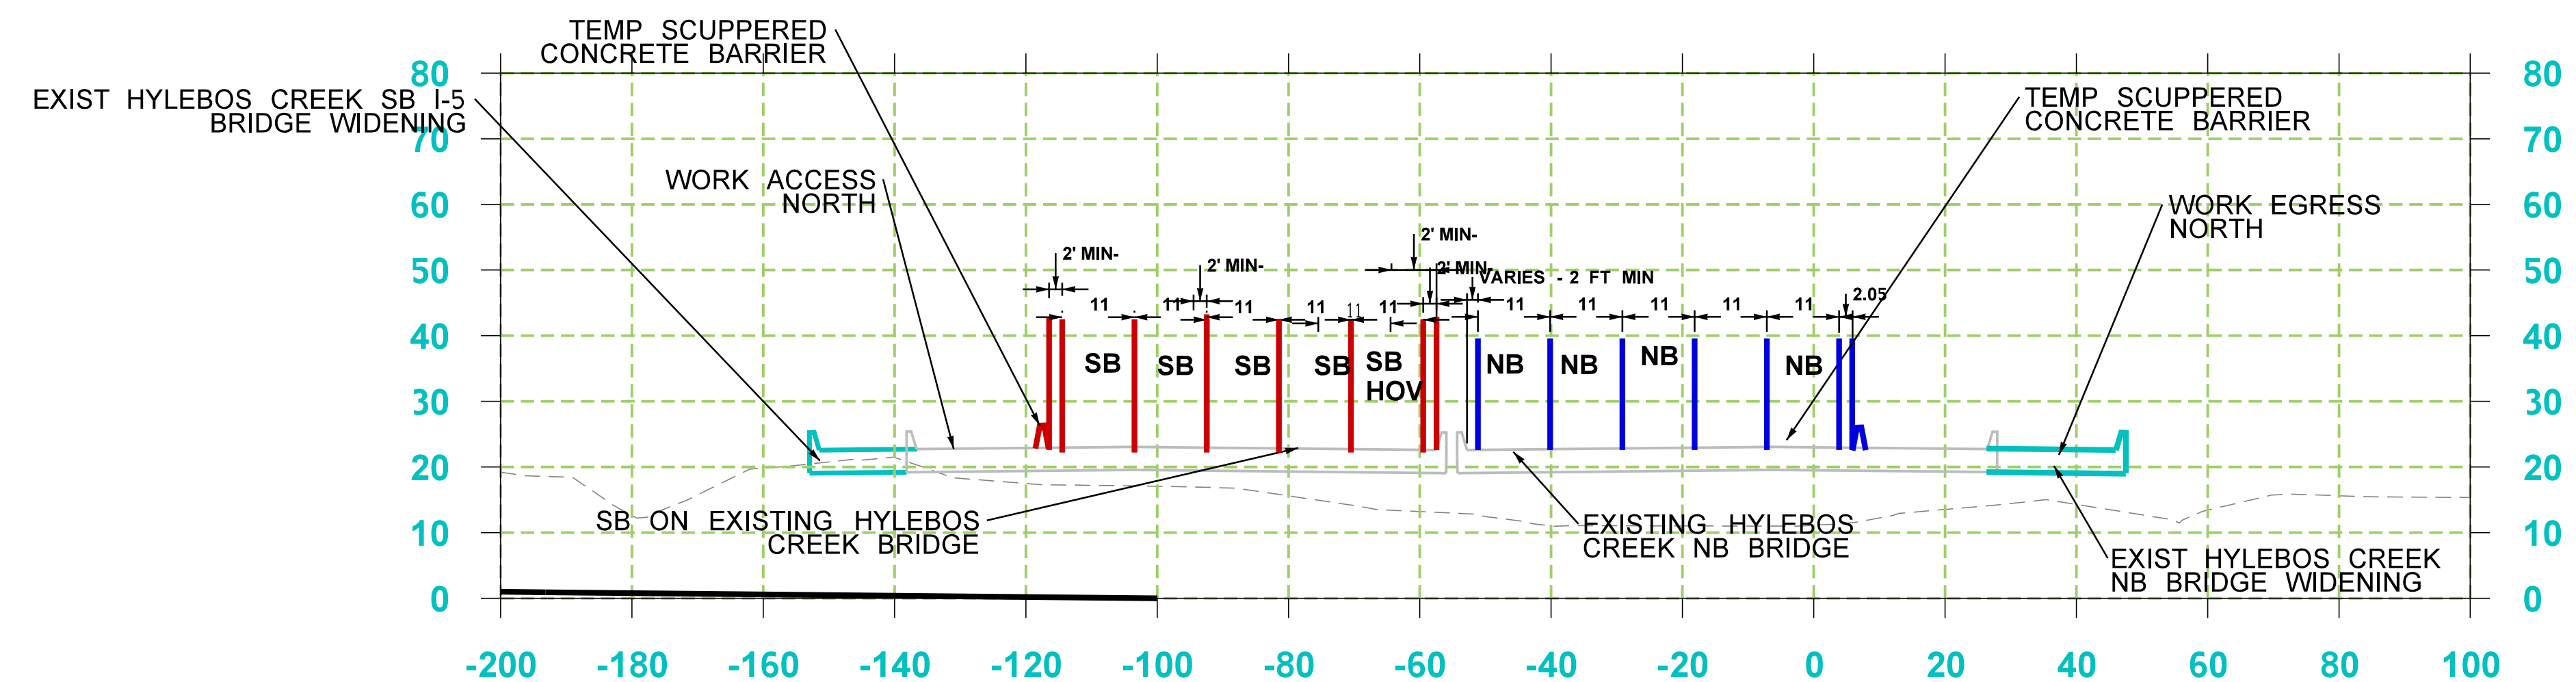 TEMP SCUPPERED
CONCRETE BARRIER
EXIST HYLEBOS CREEK SB I-5
BRIDGE WIDENING
WORK ACCESS
NORTH
TEMP SCUPPERED
CONCRETE BARRIER
WORK EGRESS
NORTH
80
70
60
50
40
30
20
10
0
80
70
60
50
40
30
20
10
0
2' MIN-
2' MIN-
2' MIN-
2' MIN-
VARIES - 2 FT MIN
2.05
11
11
11
11
11
11
11
11
11
11
11
SB
SB
SB
SB
SB
HOV
NB
NB
NB
NB
SB ON EXISTING HYLEBOS
CREEK BRIDGE
EXISTING HYLEBOS
CREEK NB BRIDGE
EXIST HYLEBOS CREEK
NB BRIDGE WIDENING
-200
-180
-160
-140
-120
-100
-80
-60
-40
-20
0
20
40
60
80
100